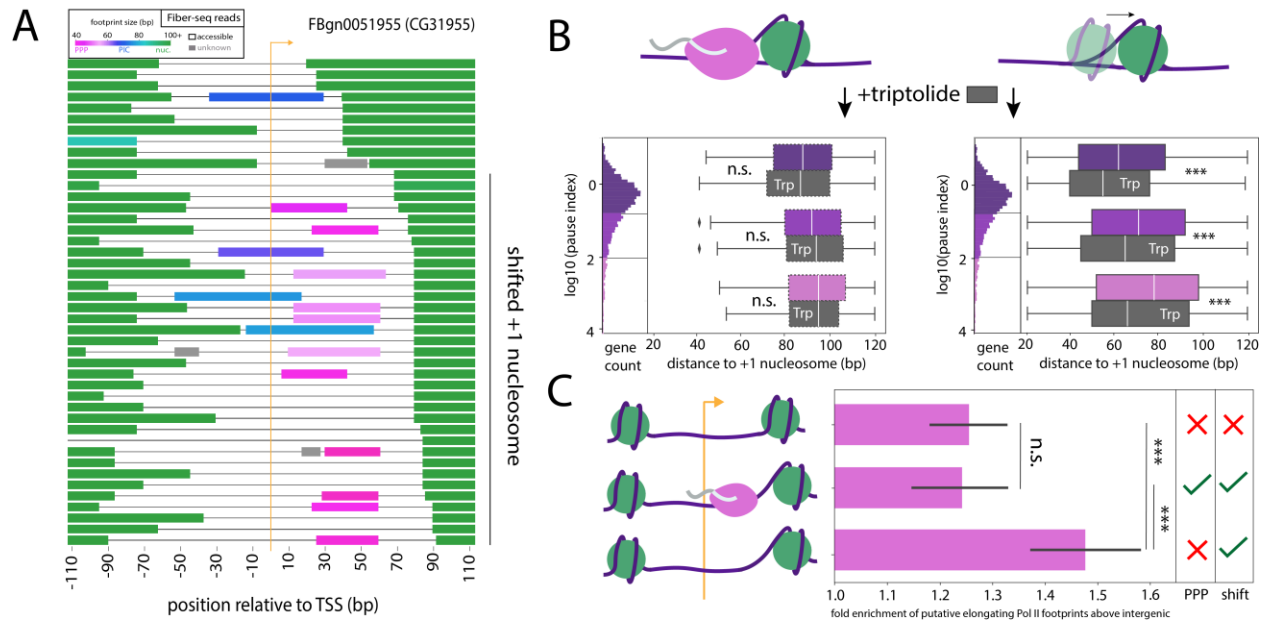 A
footprint size (bp)
Fiber-seq reads
40 60 80 100+
PPP PIC nuc.
accessible
unknown
FBgn0051955 (CG31955)
shifted +1 nucleosome
-110 -90 -70 -50 -30 -10 10 30 50 70 90 110
position relative to TSS (bp)
B
+triptolide
log10(pause index)
0
2
4
n.s.
Trp
n.s.
Trp
n.s.
Trp
gene count
20 40 60 80 100 120
distance to +1 nucleosome (bp)
log10(pause index)
0
2
4
Trp
***
Trp
***
Trp
***
gene count
20 40 60 80 100 120
distance to +1 nucleosome (bp)
C
n.s.
***
***
1.0 1.1 1.2 1.3 1.4 1.5 1.6
PPP shift
fold enrichment of putative elongating Pol II footprints above intergenic